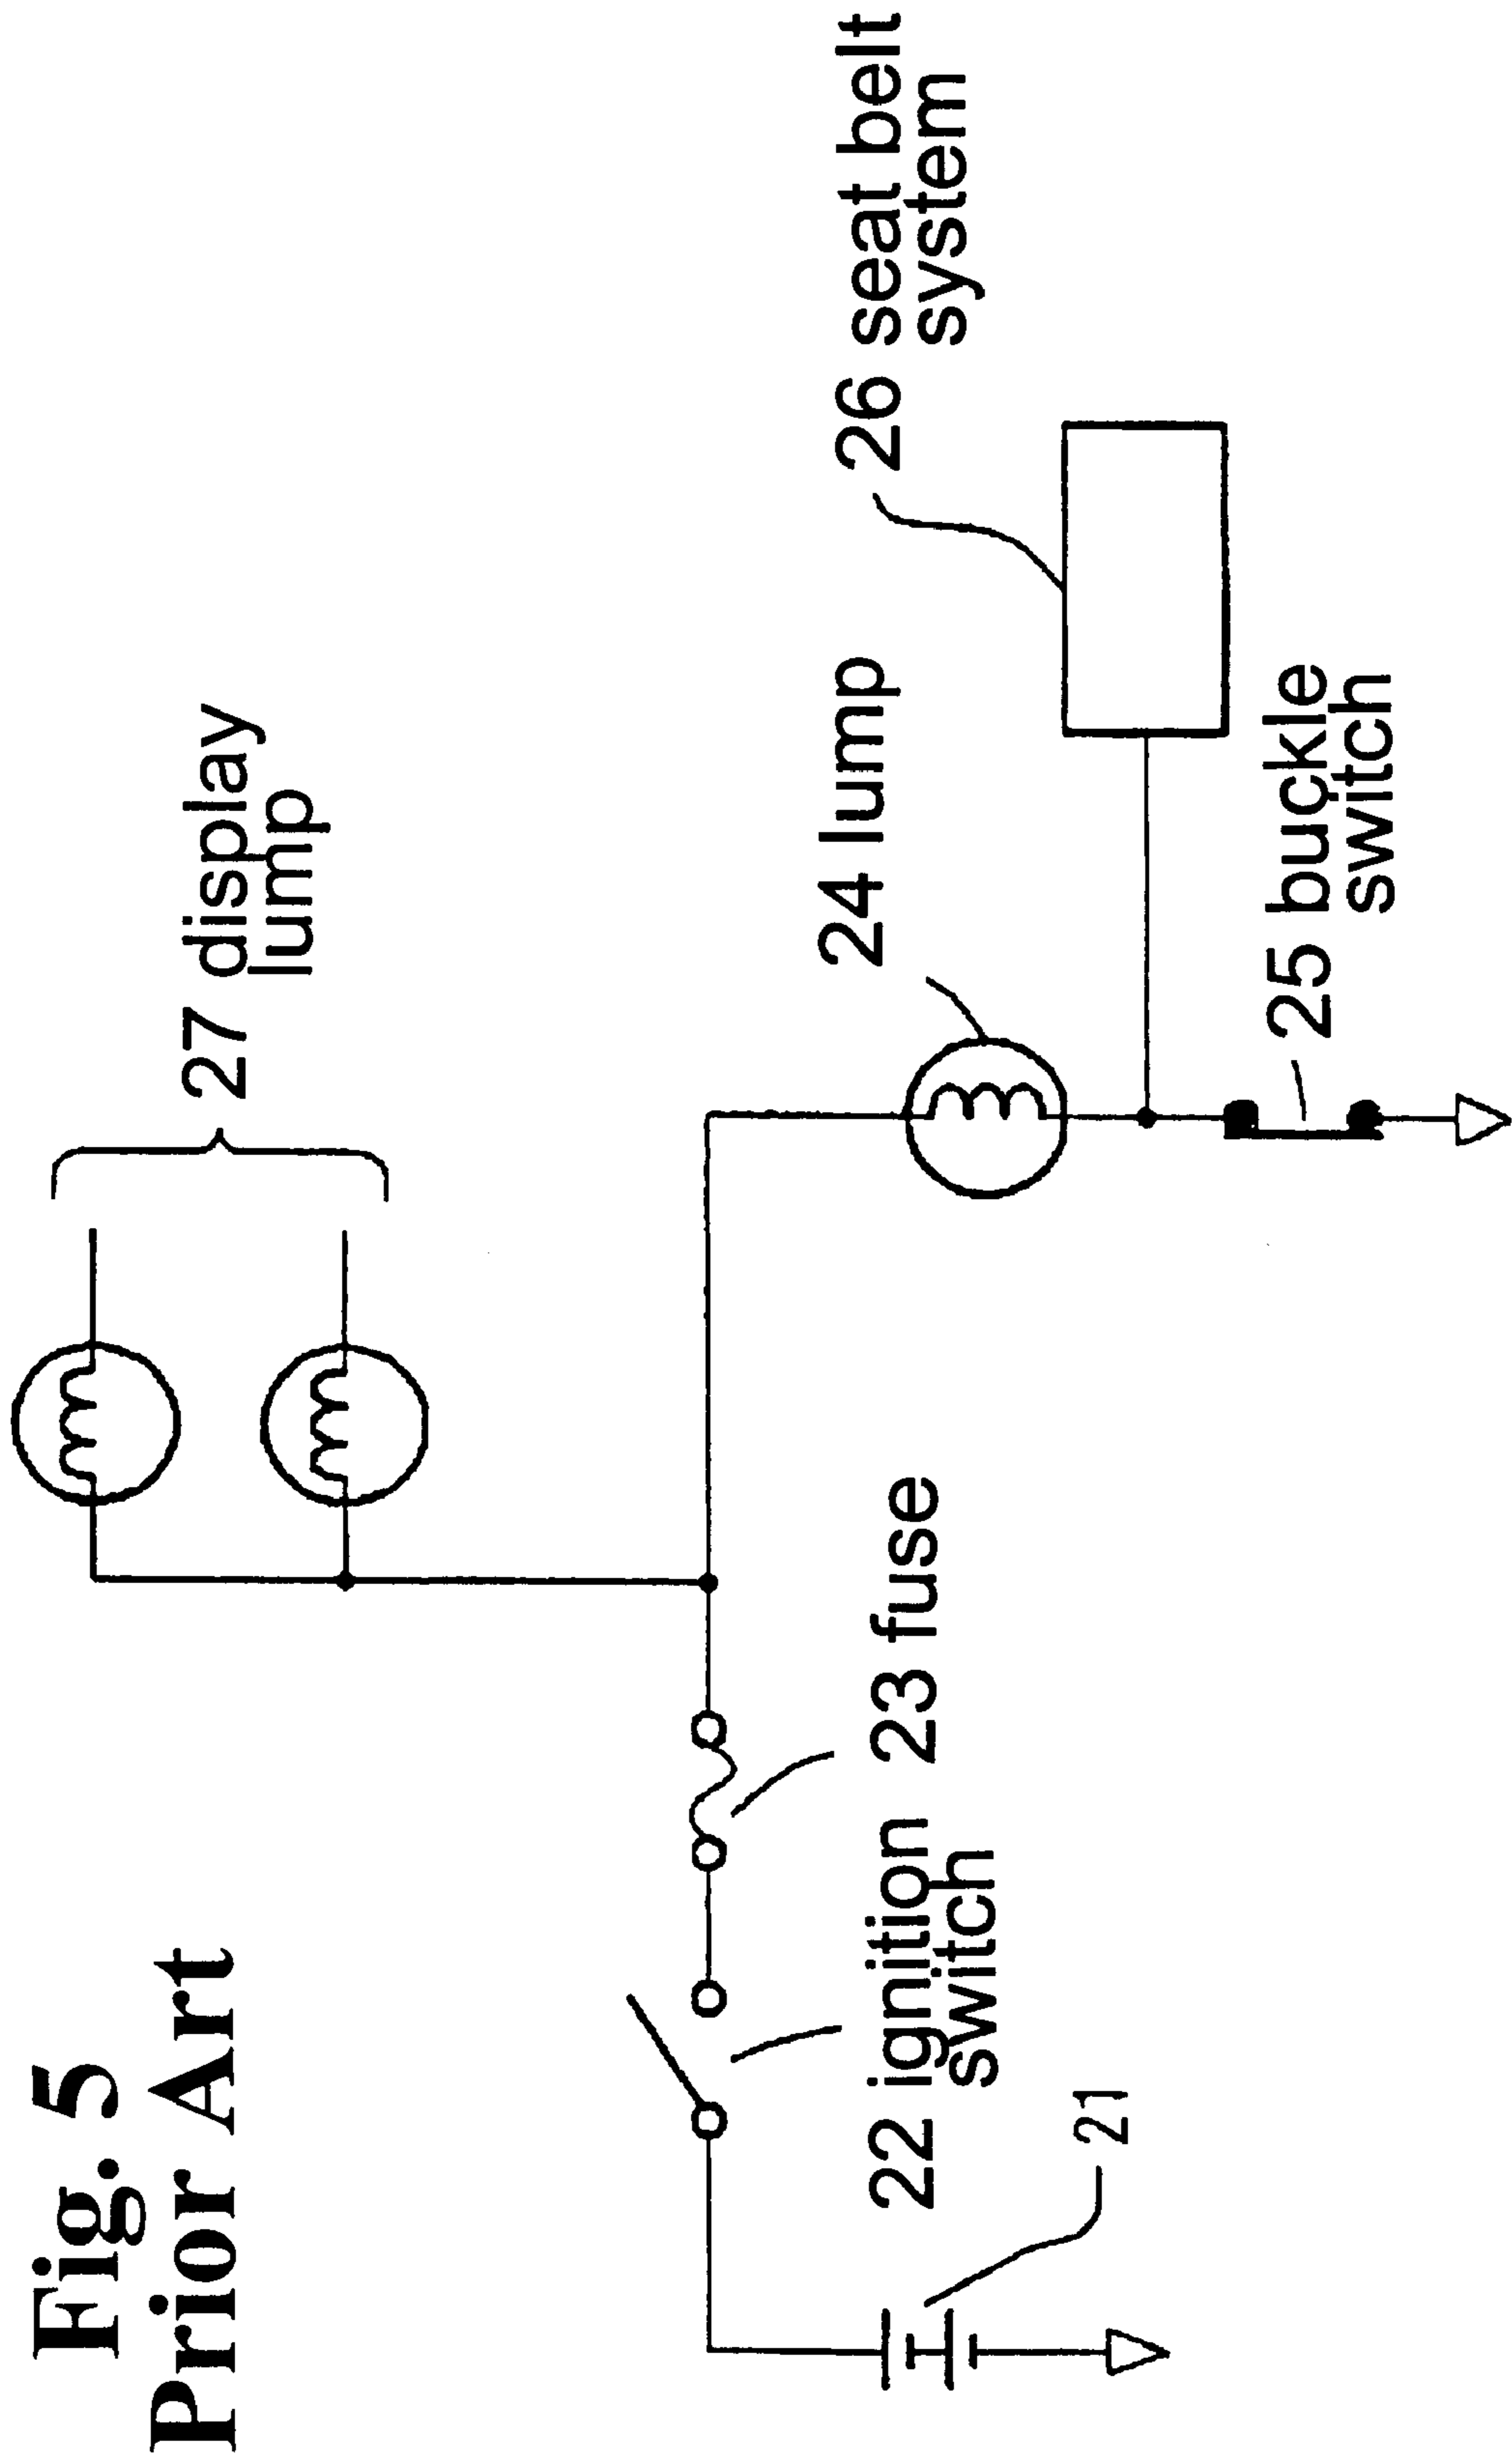 Fig. 5
Prior Art
27 display
lump
22 ignition
switch
23 fuse
24 lump
26 seat belt
system
21
25 buckle
switch